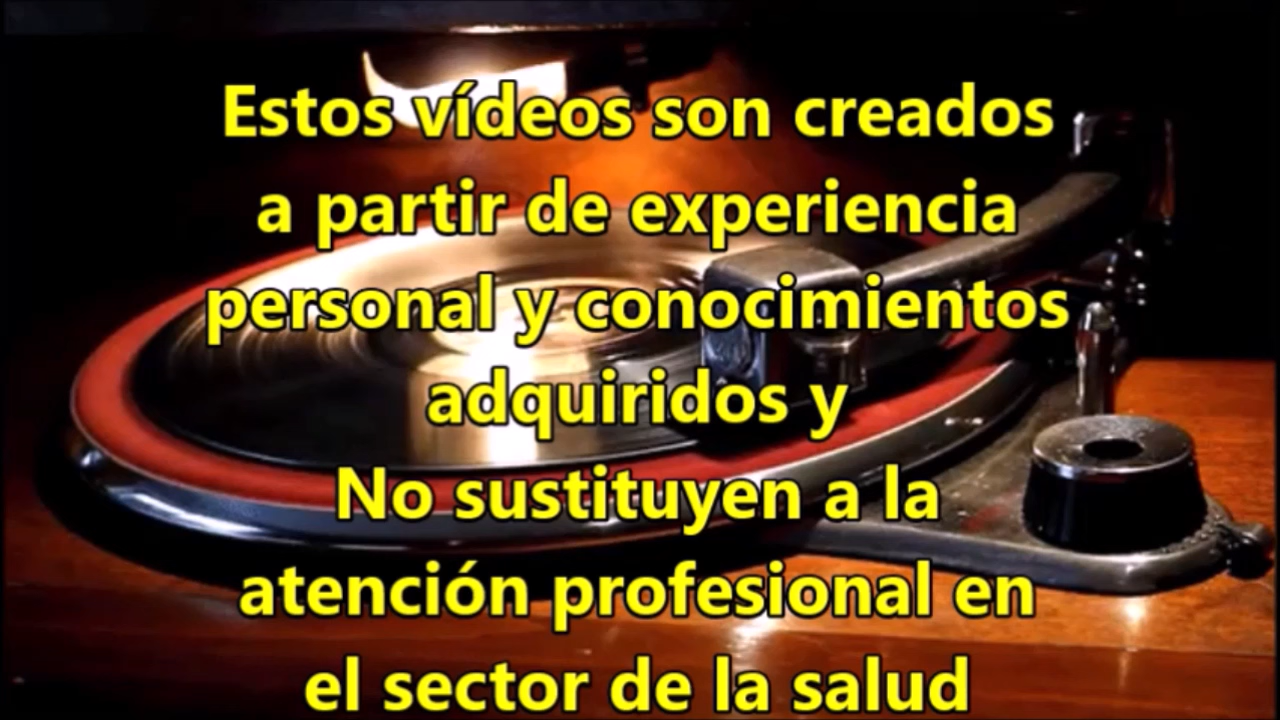 Estos vídeos son creados
a partir de experiencia
personal y conocimientos
adquiridos y
No sustituyen a la
atención profesional en
el sector de la salud